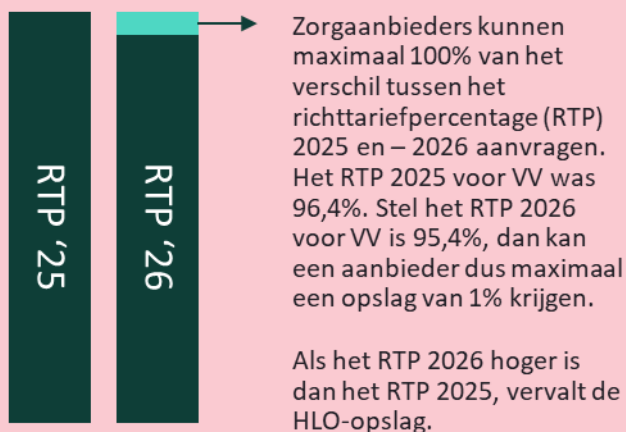 RTP ‘25
RTP ‘26
Zorgaanbieders kunnen
maximaal 100% van het
verschil tussen het
richttariefpercentage (RTP)
2025 en – 2026 aanvragen.
Het RTP 2025 voor VV was
96,4%. Stel het RTP 2026
voor VV is 95,4%, dan kan
een aanbieder dus maximaal
een opslag van 1% krijgen.
Als het RTP 2026 hoger is
dan het RTP 2025, vervalt de
HLO-opslag.